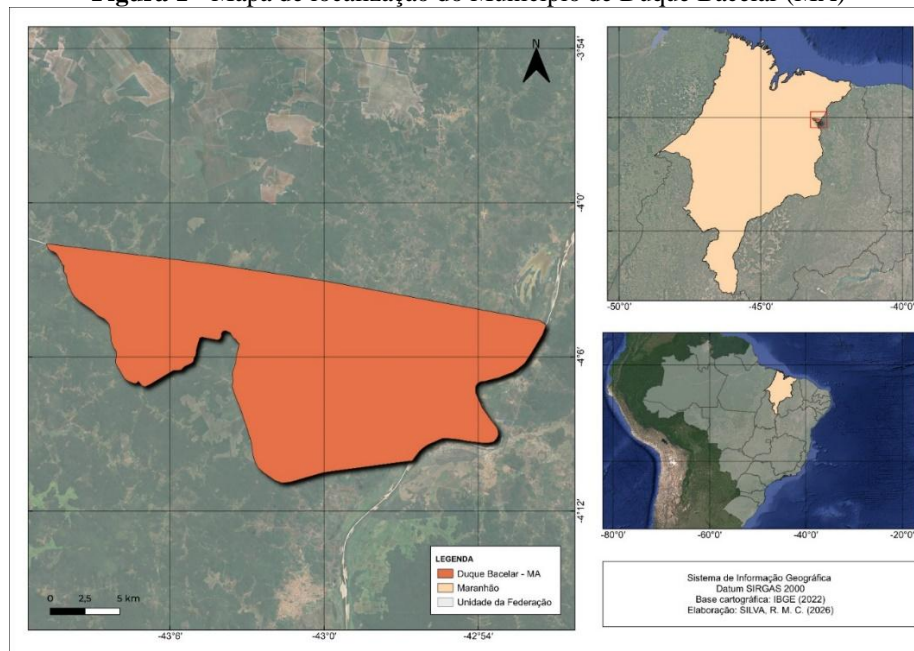 Figura 1 - Mapa de localização do Município de Duque Bacelar (MA)
N
-3°54'
-4°0'
-4°6'
-4°12'
-43°6'
-43°0'
-42°54'
0 2,5 5 km
LEGENDA
Duque Bacelar - MA
Maranhão
Unidade da Federação
-50°0'
-45°0'
-40°0'
-80°0'
-60°0'
-40°0'
-20°0'
Sistema de Informação Geográfica
Datum SIRGAS 2000
Base cartográfica: IBGE (2022)
Elaboração: SILVA, R. M. C. (2026)